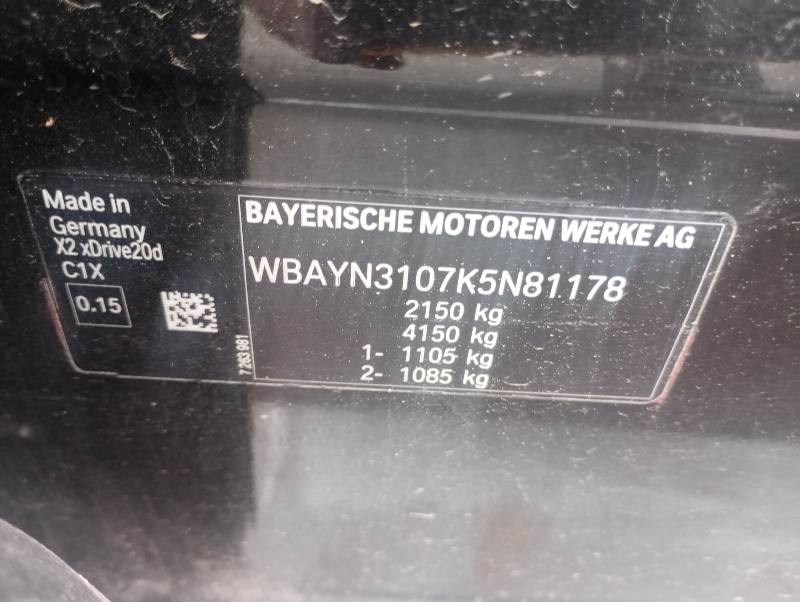 Made in
Germany
X2 xDrive20d
C1X
0.15
7 263 981
BAYERISCHE MOTOREN WERKE AG
WBAYN3107K5N81178
2150 kg
4150 kg
1- 1105 kg
2- 1085 kg